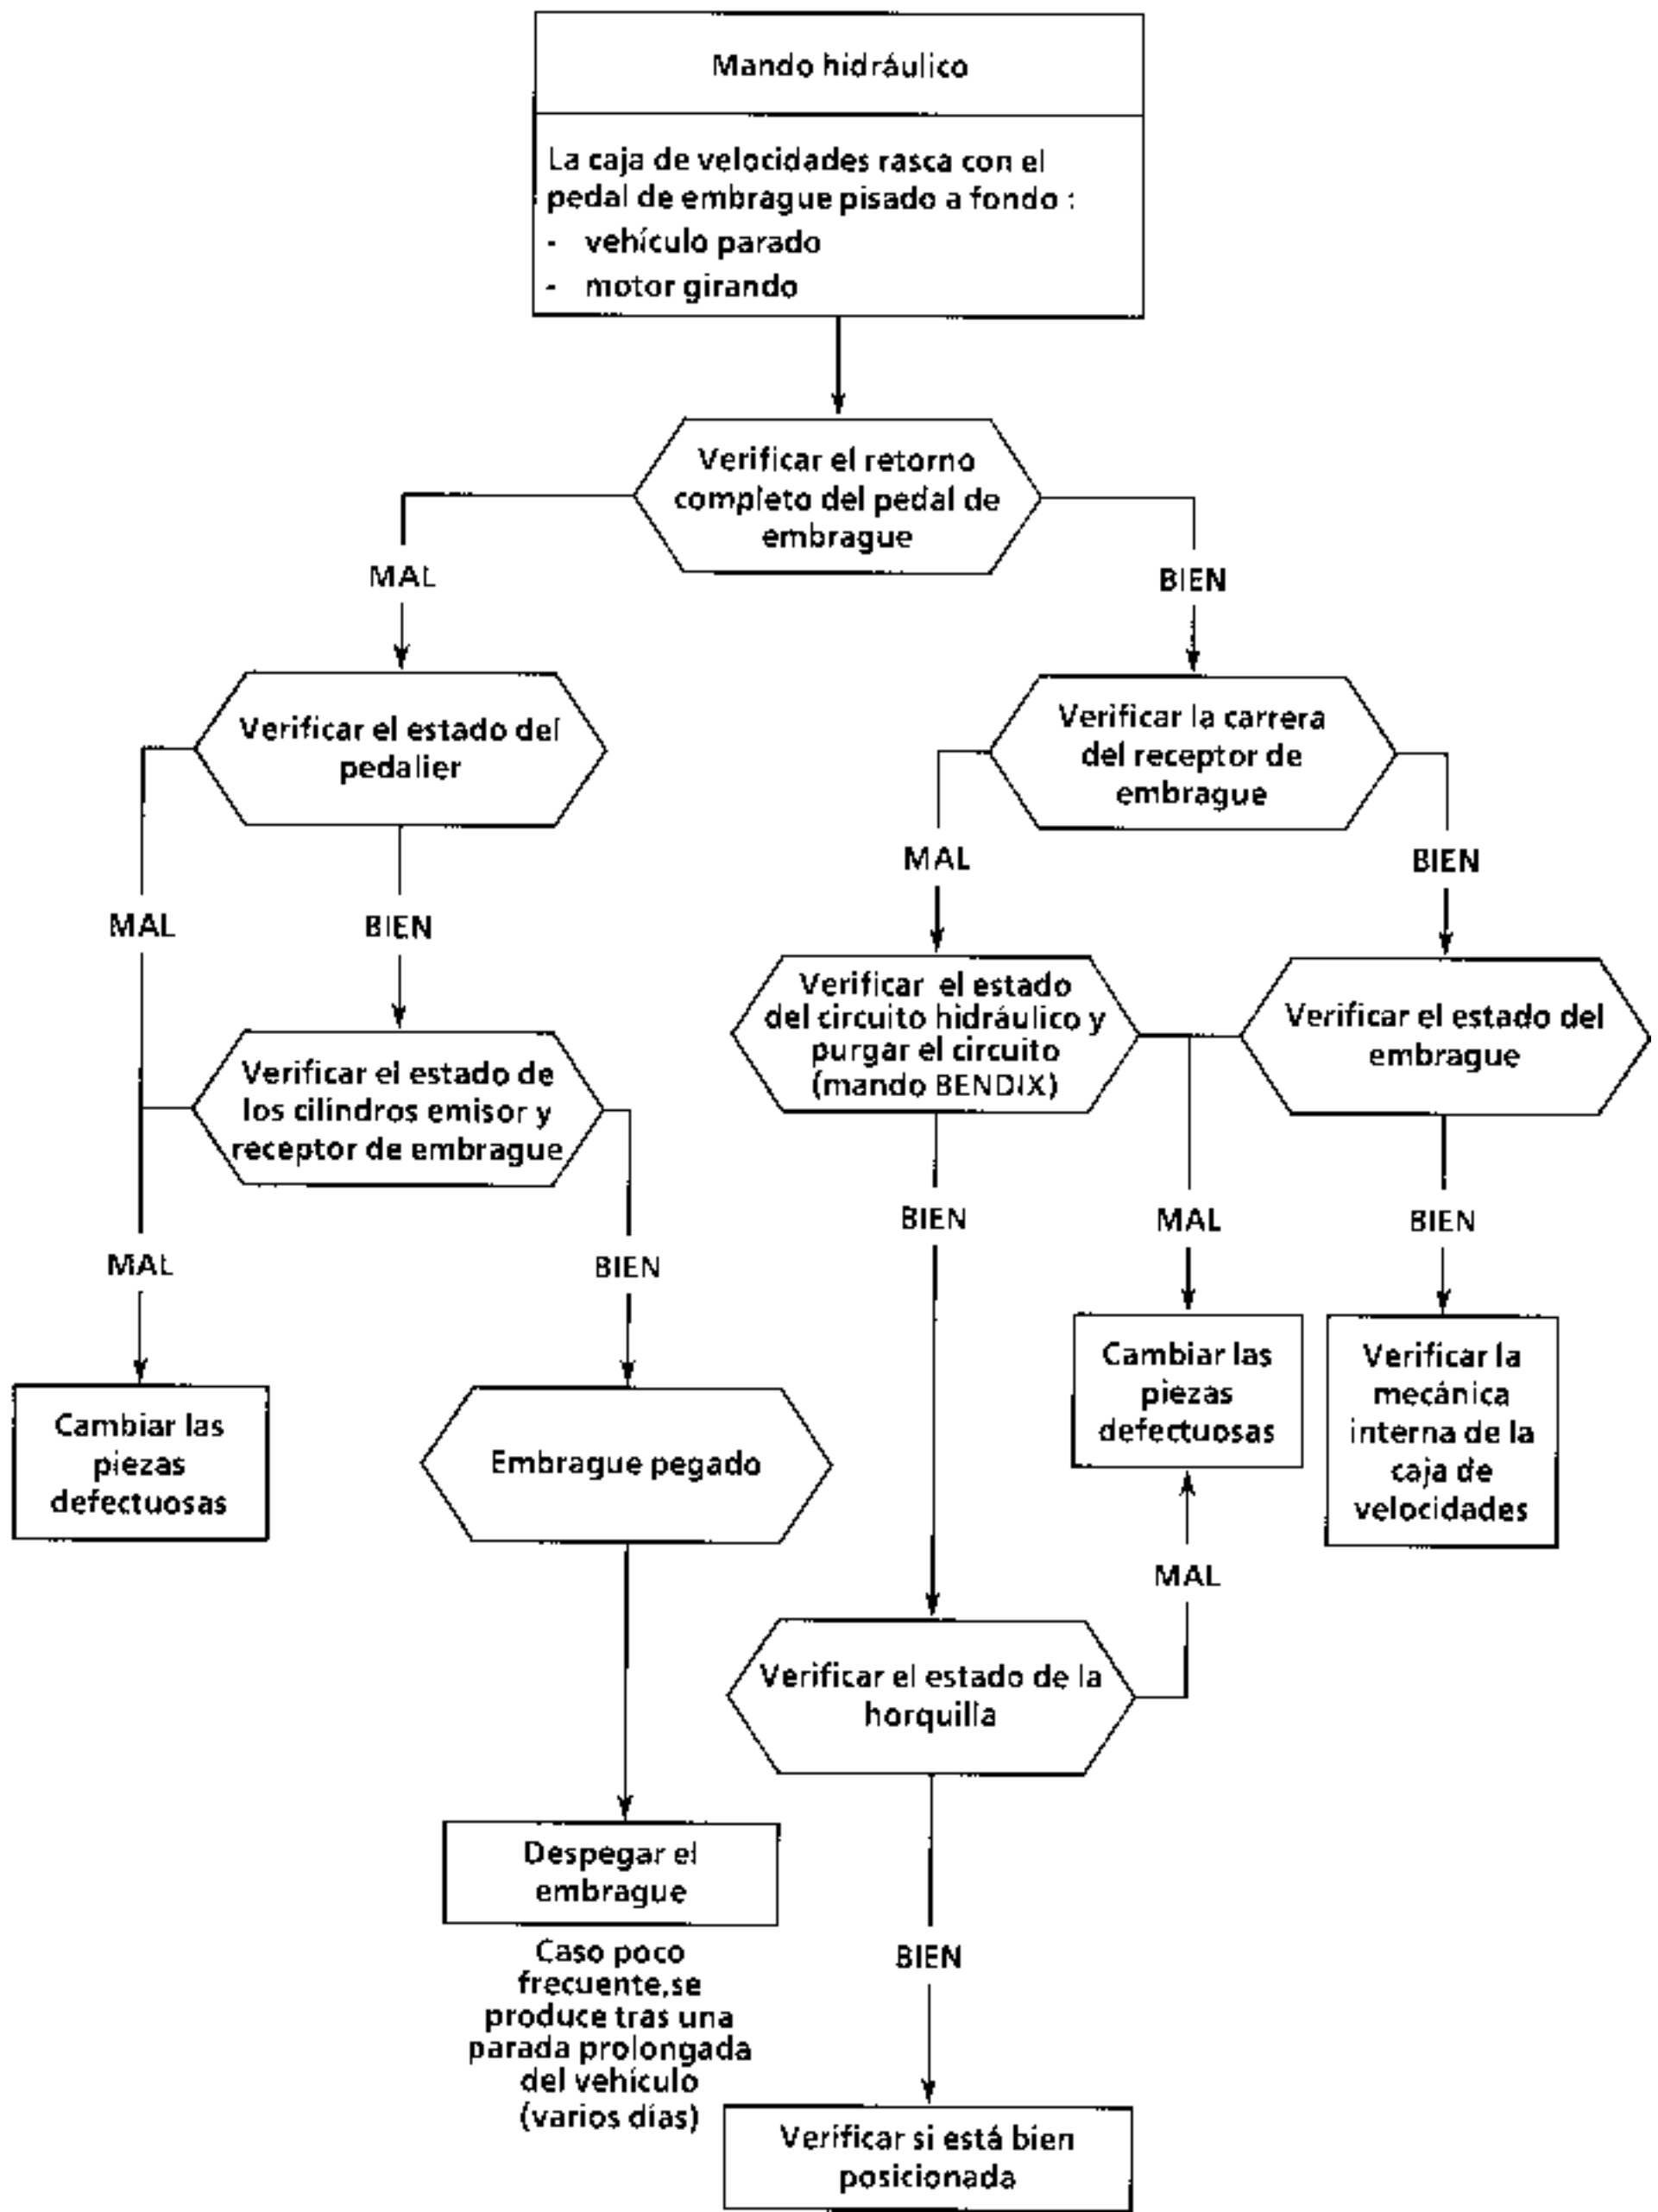 Mando hidráulico
La caja de velocidades rasca con el
pedal de embrague pisado a fondo :
- vehículo parado
- motor girando
Verificar el retorno
completo del pedal de
embrague
MAL
BIEN
Verificar el estado del
pedalier
Verificar la carrera
del receptor de
embrague
MAL
BIEN
MAL
BIEN
Verificar el estado
del circuito hidráulico y
purgar el circuito
(mando BENDIX)
Verificar el estado del
embrague
Verificar el estado de
los cilindros emisor y
receptor de embrague
BIEN
MAL
BIEN
MAL
BIEN
Cambiar las
piezas
defectuosas
Verificar la
mecánica
interna de la
caja de
velocidades
Cambiar las
piezas
defectuosas
Embrague pegado
MAL
Verificar el estado de la
horquilla
Despegar el
embrague
Caso poco
frecuente,se
produce tras una
parada prolongada
del vehículo
(varios días)
BIEN
Verificar si está bien
posicionada